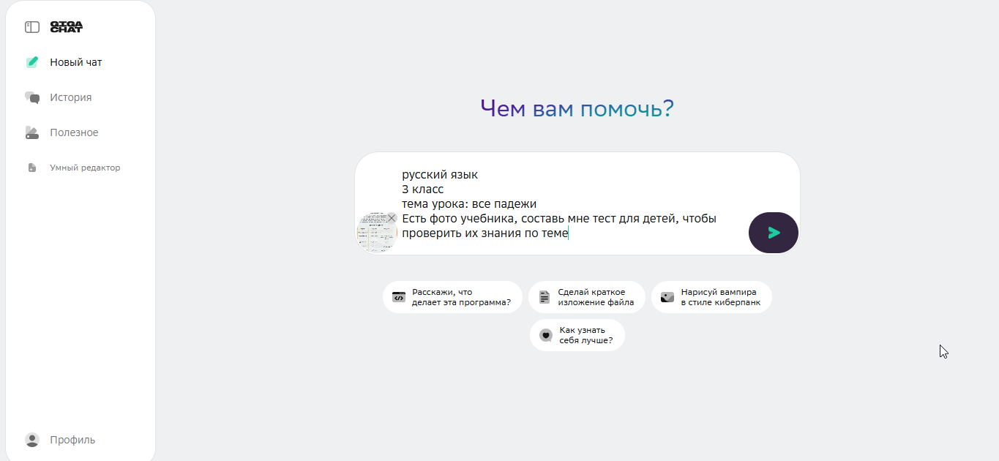 GIGA
CHAT
Новый чат
История
Полезное
Умный редактор
Профиль
Чем вам помочь?
русский язык
3 класс
тема урока: все падежи
Есть фото учебника, составь мне тест для детей, чтобы
проверить их знания по теме
Расскажи, что
делает эта программа?
Сделай краткое
изложение файла
Нарисуй вампира
в стиле киберпанк
Как узнать
себя лучше?